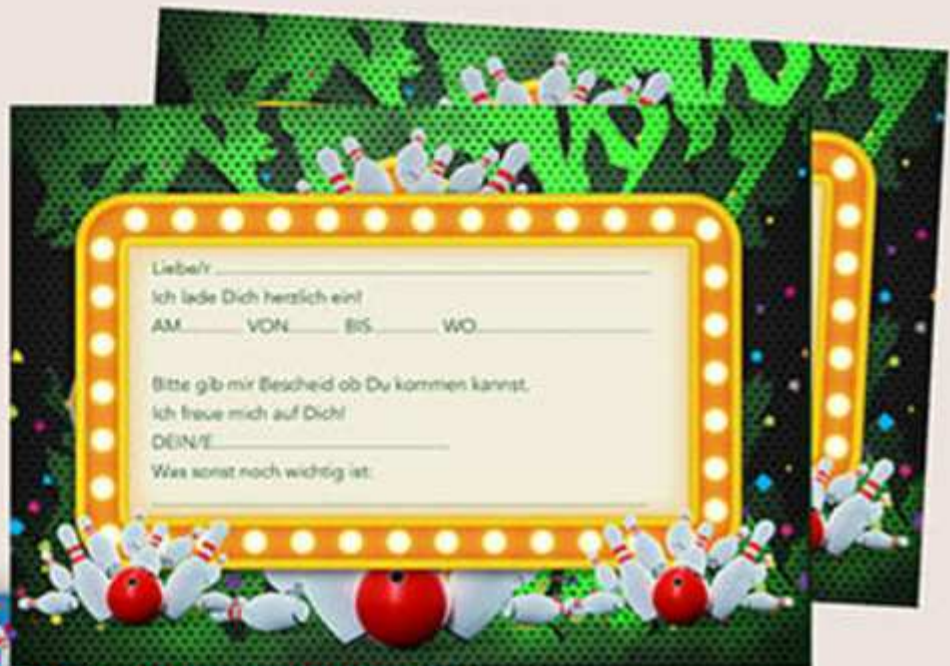 Liebe/r
Ich lade Dich herzlich ein!
AM VON BIS WO
Bitte gib mir Bescheid ob Du kommen kannst.
Ich freue mich auf Dich!
DEIN/E
Was sonst noch wichtig ist: